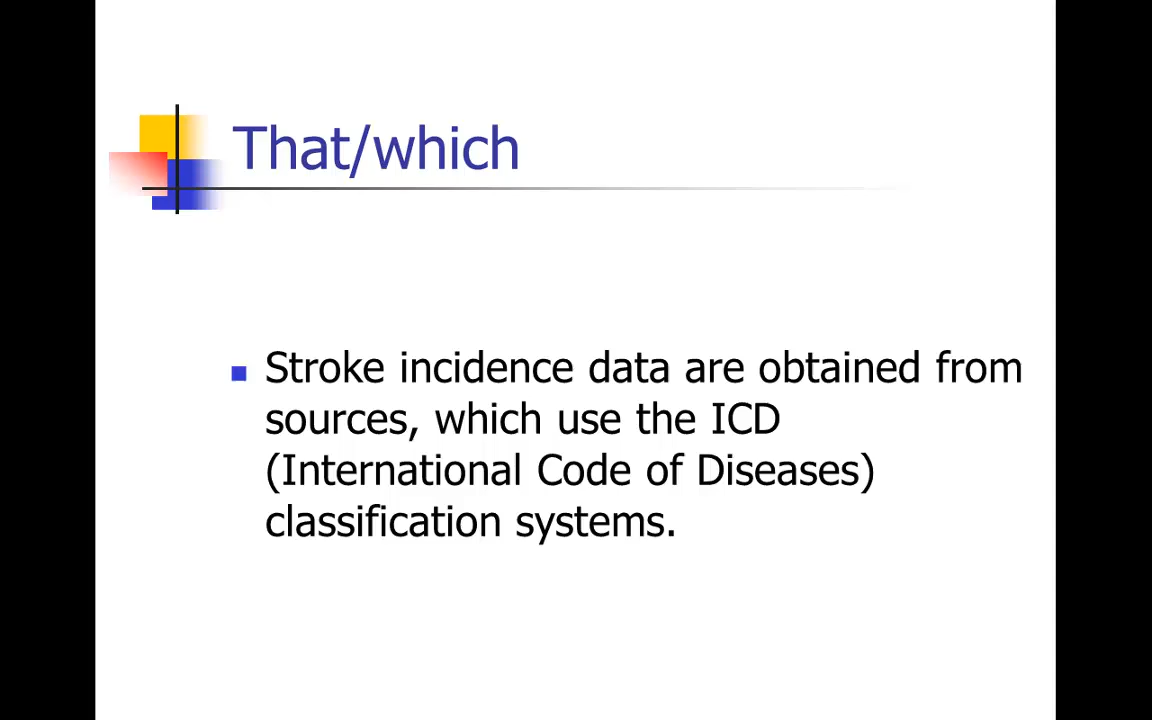 That/which
Stroke incidence data are obtained from
sources, which use the ICD
(International Code of Diseases)
classification systems.